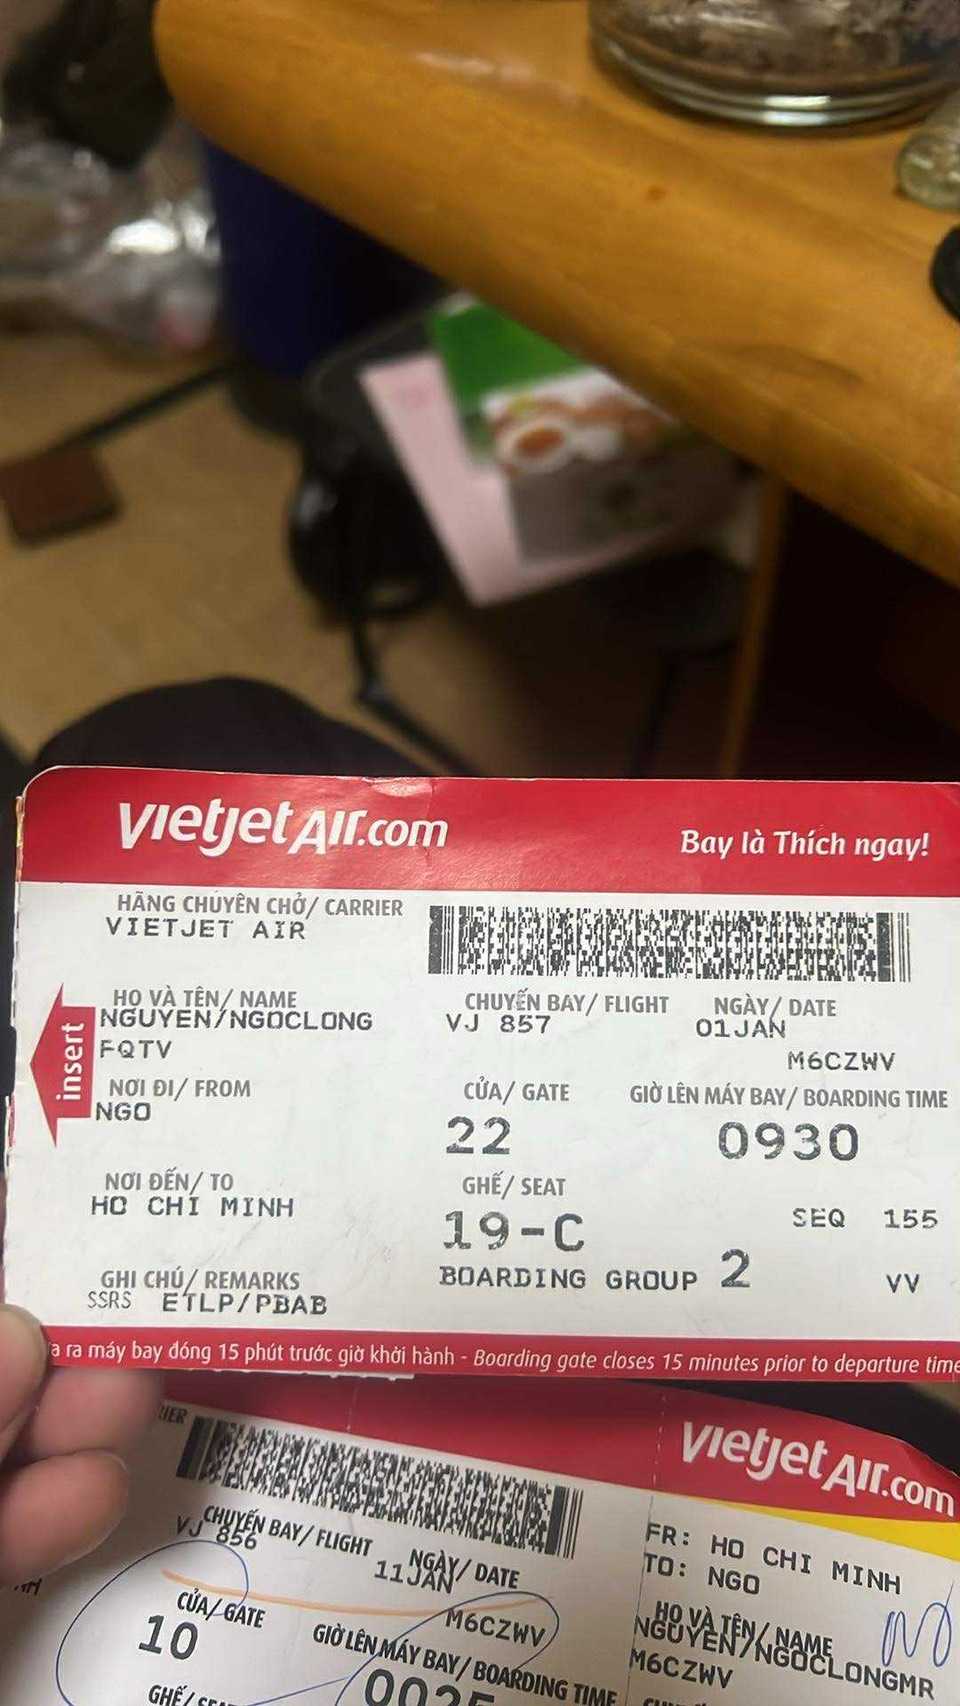 vietjetAir.com
Bay là Thích ngay!
HÃNG CHUYÊN CHỞ/ CARRIER
VIETJET AIR
HỌ VÀ TÊN/ NAME
NGUYEN/NGOCLONG
FQTV
CHUYẾN BAY/ FLIGHT
VJ 857
NGÀY/ DATE
01JAN
M6CZWV
insert
NƠI ĐI/ FROM
NGO
CỬA/ GATE
22
GIỜ LÊN MÁY BAY/ BOARDING TIME
0930
NƠI ĐẾN/ TO
HO CHI MINH
GHẾ/ SEAT
19-C
SEQ 155
BOARDING GROUP 2
VV
GHI CHÚ/ REMARKS
SSRS ETLP/PBAB
ra máy bay đóng 15 phút trước giờ khởi hành - Boarding gate closes 15 minutes prior to departure time
vietjetAir.com
CHUYẾN BAY/ FLIGHT
VJ 856
NGÀY/ DATE
11JAN
M6CZWV
CỬA/ GATE
10
GIỜ LÊN MÁY BAY/ BOARDING TIME
GHẾ/
FR: HO CHI MINH
TO: NGO
HỌ VÀ TÊN/ NAME
NGUYEN/NGOCLONGMR
M6CZWV